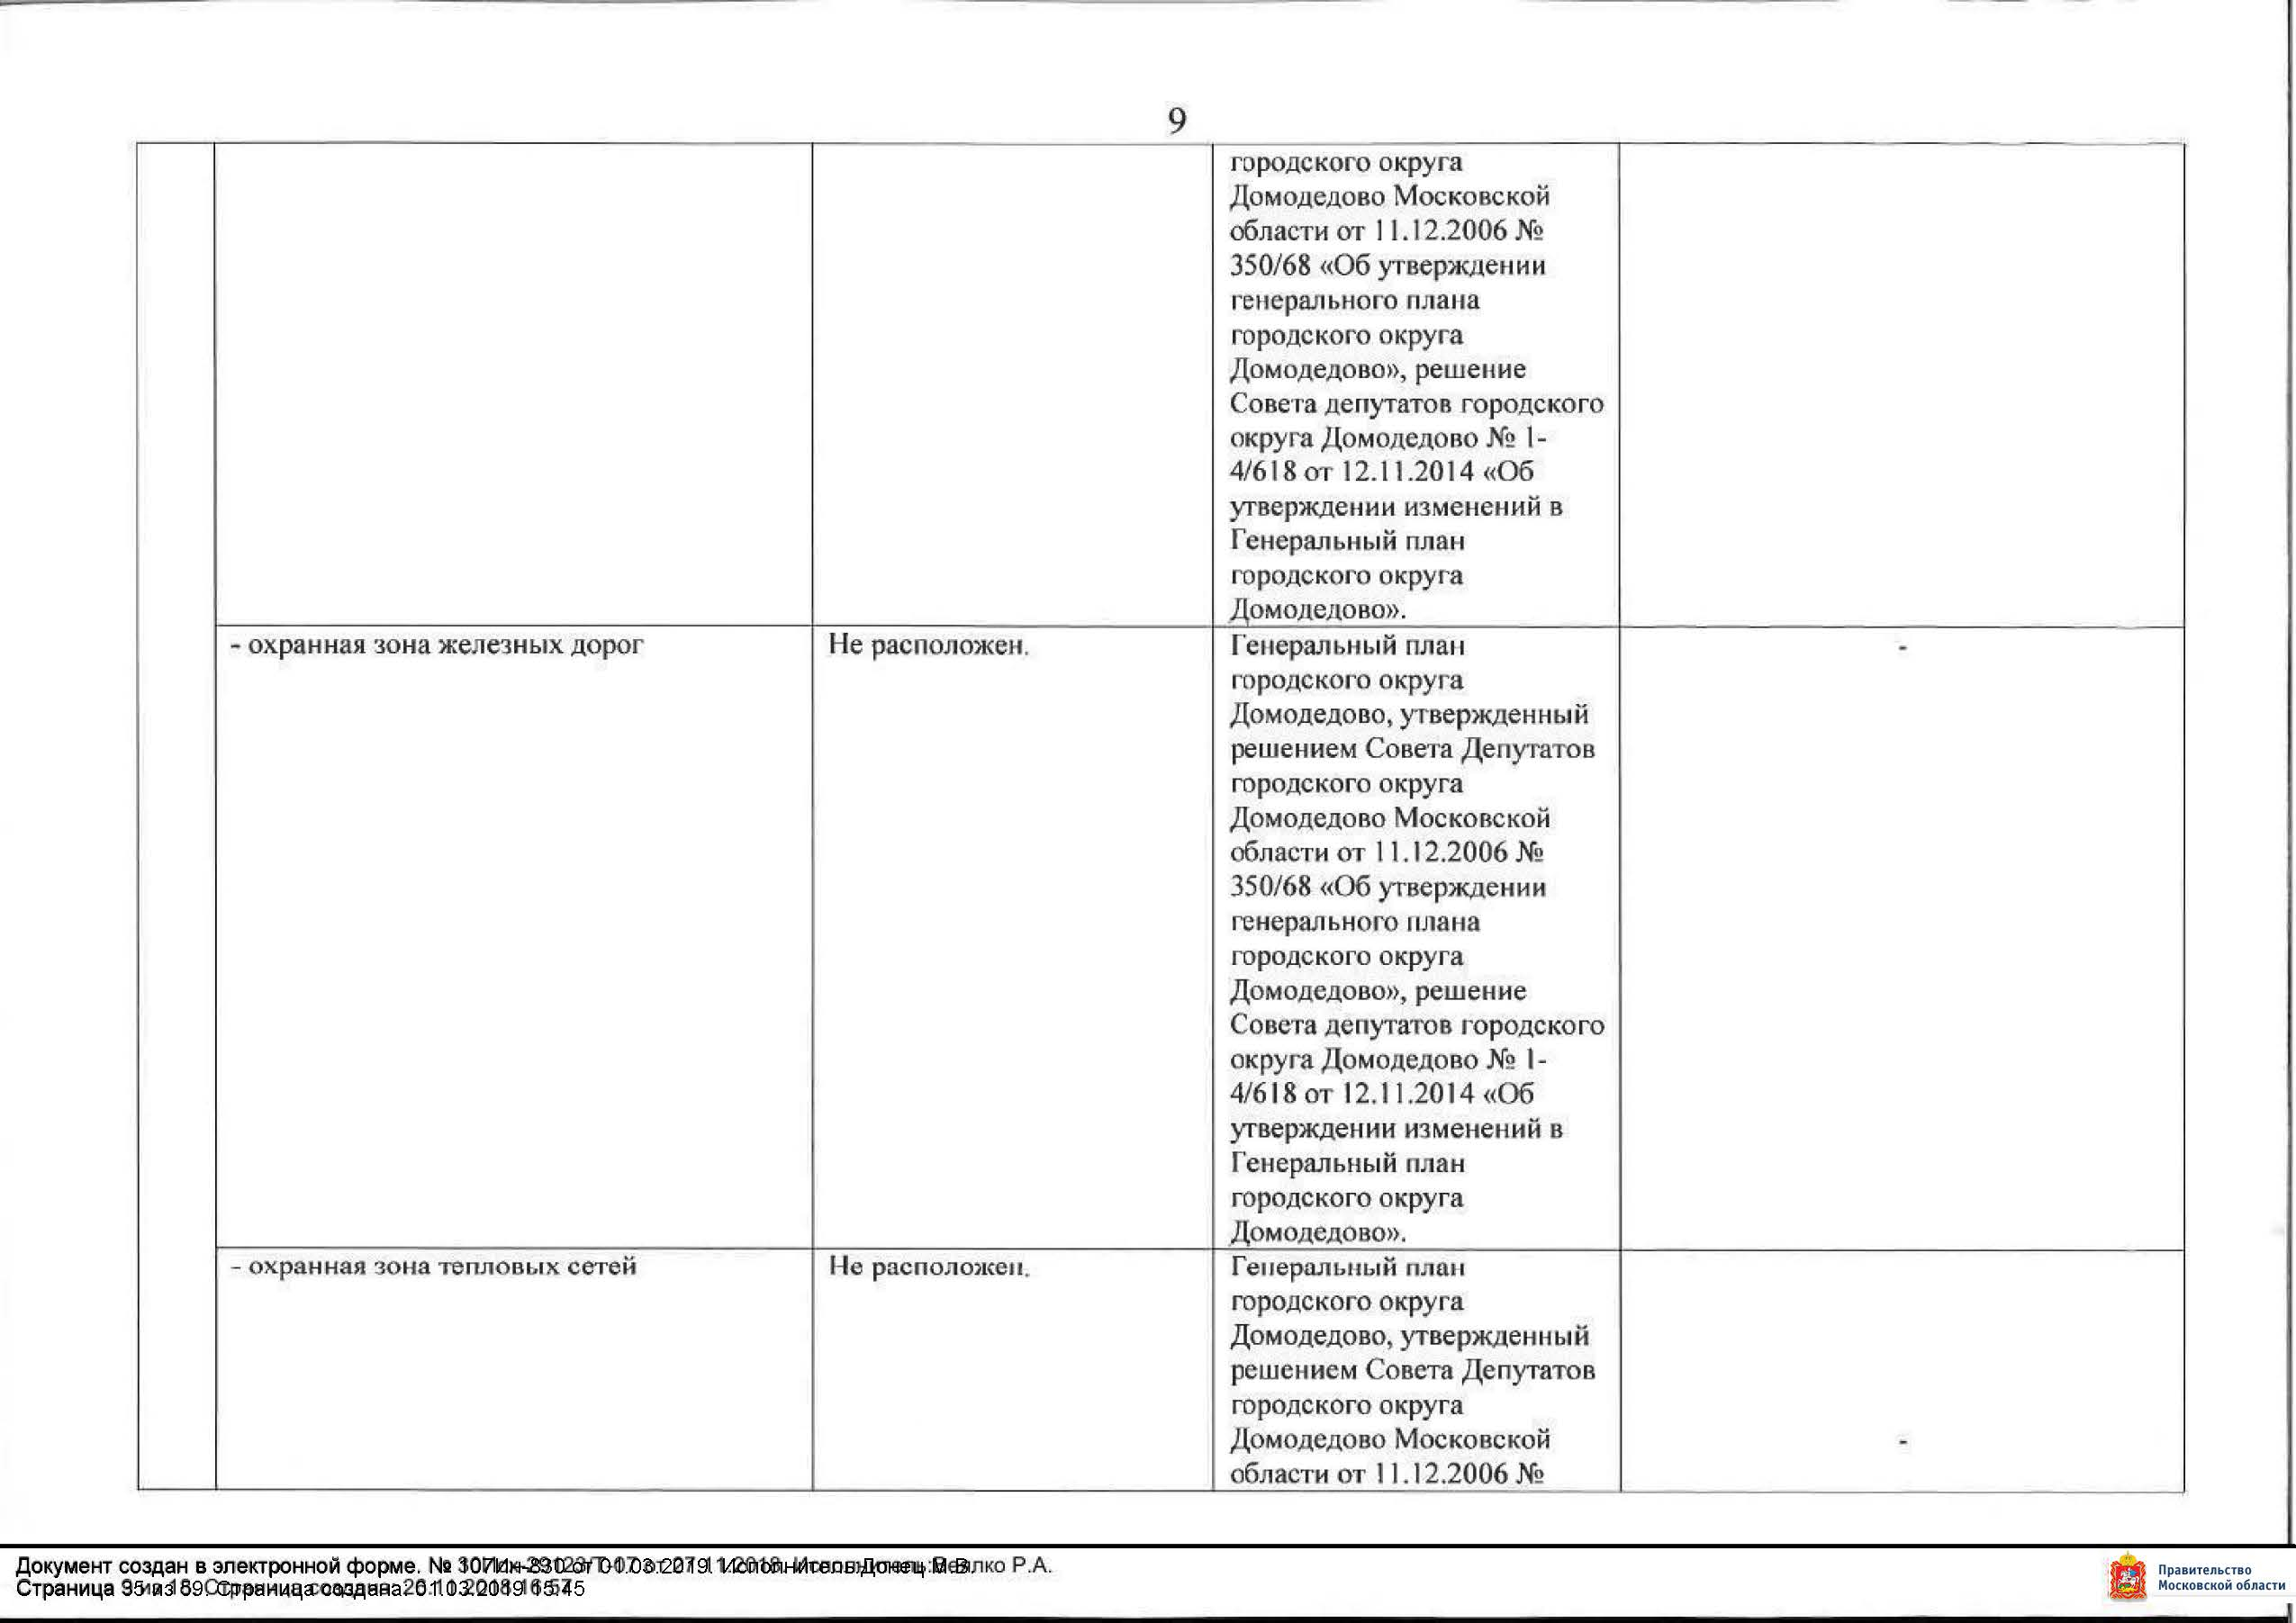 9
городского округа
Домодедово Московской
области от 11.12.2006 №
350/68 «Об утверждении
генерального плана
городского округа
Домодедово», решение
Совета депутатов городского
округа Домодедово № 1-
4/618 от 12.11.2014 «Об
утверждении изменений в
Генеральный план
городского округа
Домодедово».
- охранная зона железных дорог
Не расположен.
Генеральный план
городского округа
Домодедово, утвержденный
решением Совета Депутатов
городского округа
Домодедово Московской
области от 11.12.2006 №
350/68 «Об утверждении
генерального плана
городского округа
Домодедово», решение
Совета депутатов городского
округа Домодедово № 1-
4/618 от 12.11.2014 «Об
утверждении изменений в
Генеральный план
городского округа
Домодедово».
-
- охранная зона тепловых сетей
Не расположен.
Генеральный план
городского округа
Домодедово, утвержденный
решением Совета Депутатов
городского округа
Домодедово Московской
области от 11.12.2006 №
-
Документ создан в электронной форме. №
Страница
Правительство
Московской области